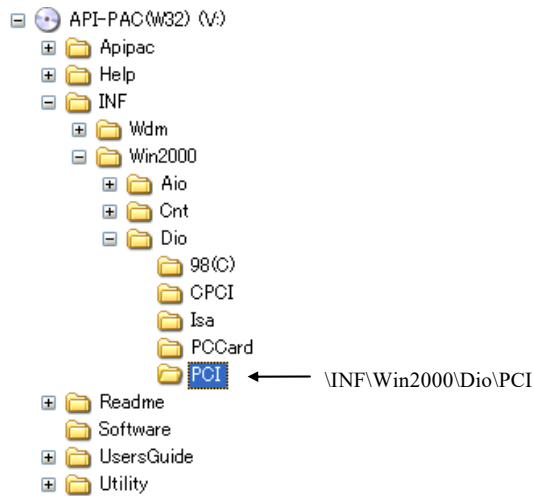 API-PAC(W32) (V:)
Apipac
Help
INF
Wdm
Win2000
Aio
Cnt
Dio
98(C)
CPCI
Isa
PCCard
PCI \INF\Win2000\Dio\PCI
Readme
Software
UsersGuide
Utility